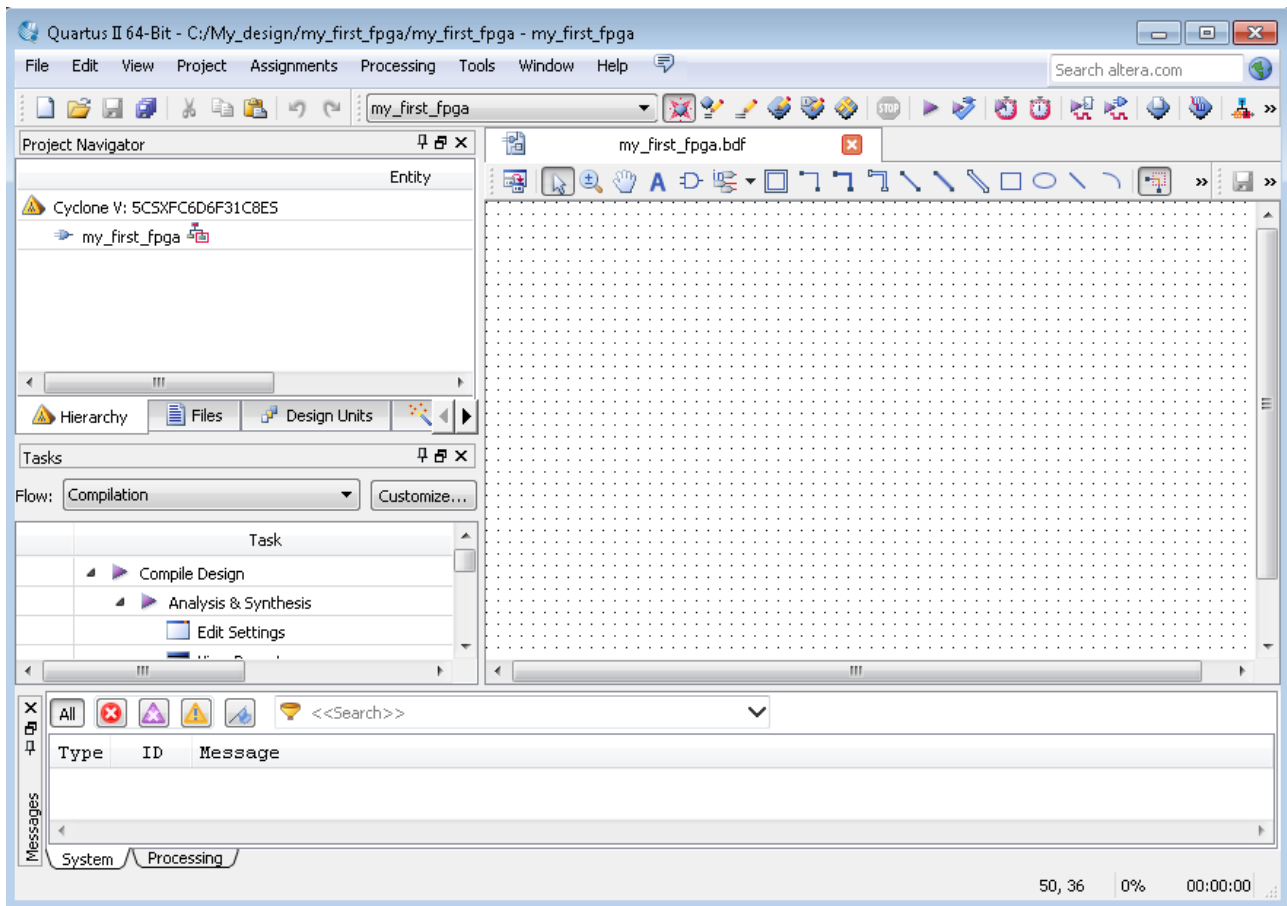 Quartus II 64-Bit - C:/My_design/my_first_fpga/my_first_fpga - my_first_fpga
File Edit View Project Assignments Processing Tools Window Help
Search altera.com
my_first_fpga
STOP
Project Navigator
my_first_fpga.bdf
Entity
A
Cyclone V: 5CSXFC6D6F31C8ES
my_first_fpga
Hierarchy Files Design Units
Tasks
Flow: Compilation Customize...
Task
Compile Design
Analysis & Synthesis
Edit Settings
All <<Search>>
Type ID Message
Messages
System Processing
50, 36 0% 00:00:00